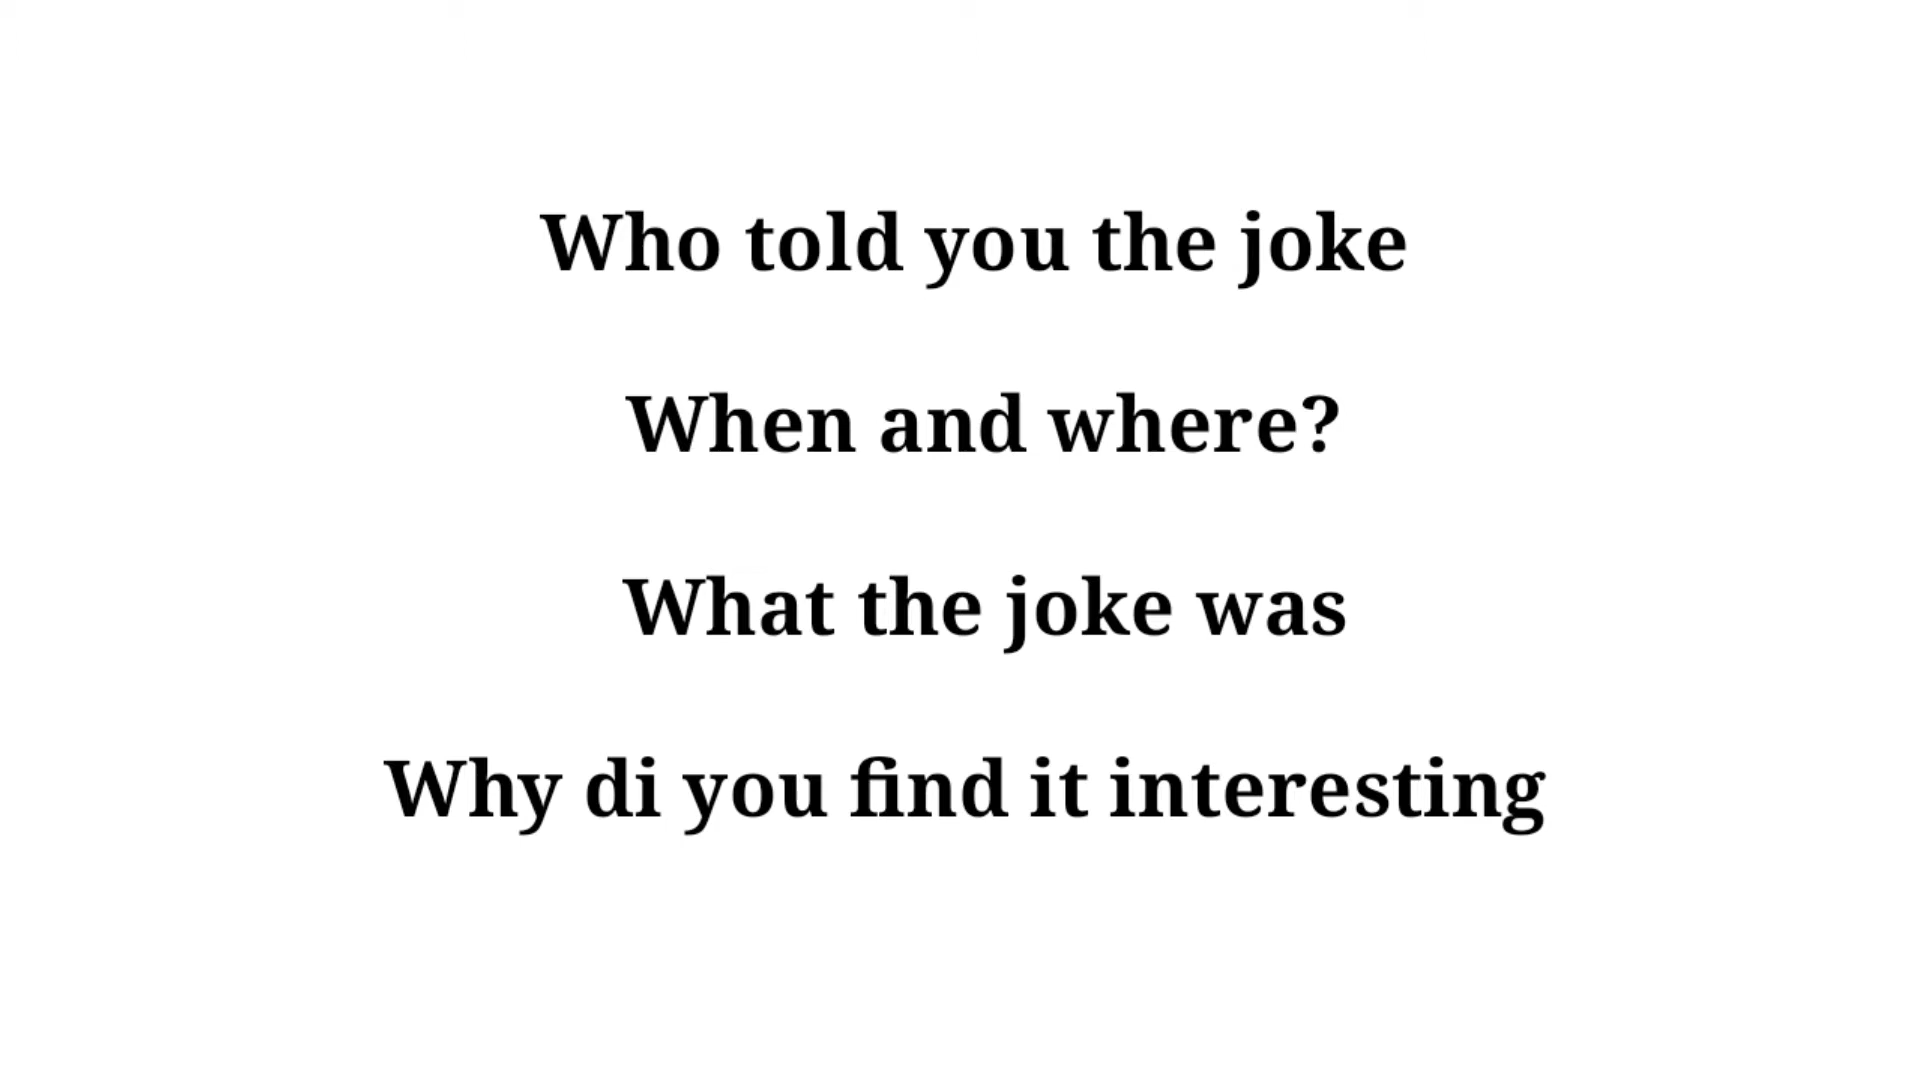 Who told you the joke
When and where?
What the joke was
Why di you find it interesting